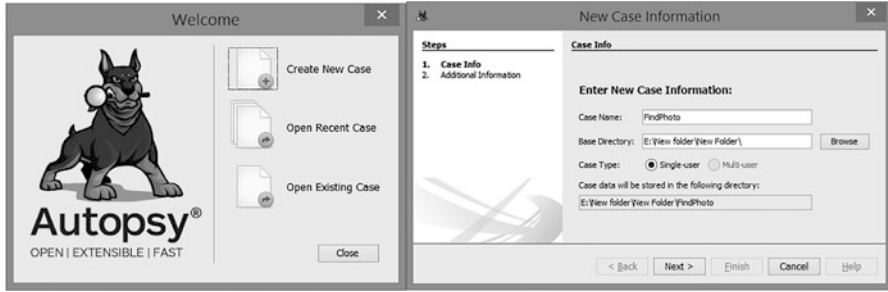 Welcome
Create New Case
Open Recent Case
Open Existing Case
Autopsy®
OPEN | EXTENSIBLE | FAST
Close
New Case Information
Steps
1. Case Info
2. Additional Information
Case Info
Enter New Case Information:
Case Name: FindPhoto
Base Directory: E:\New folder\New Folder\ Browse
Case Type: Single-user Multi-user
Case data will be stored in the following directory:
E:\New folder\New Folder\FindPhoto
< Back Next > Finish Cancel Help